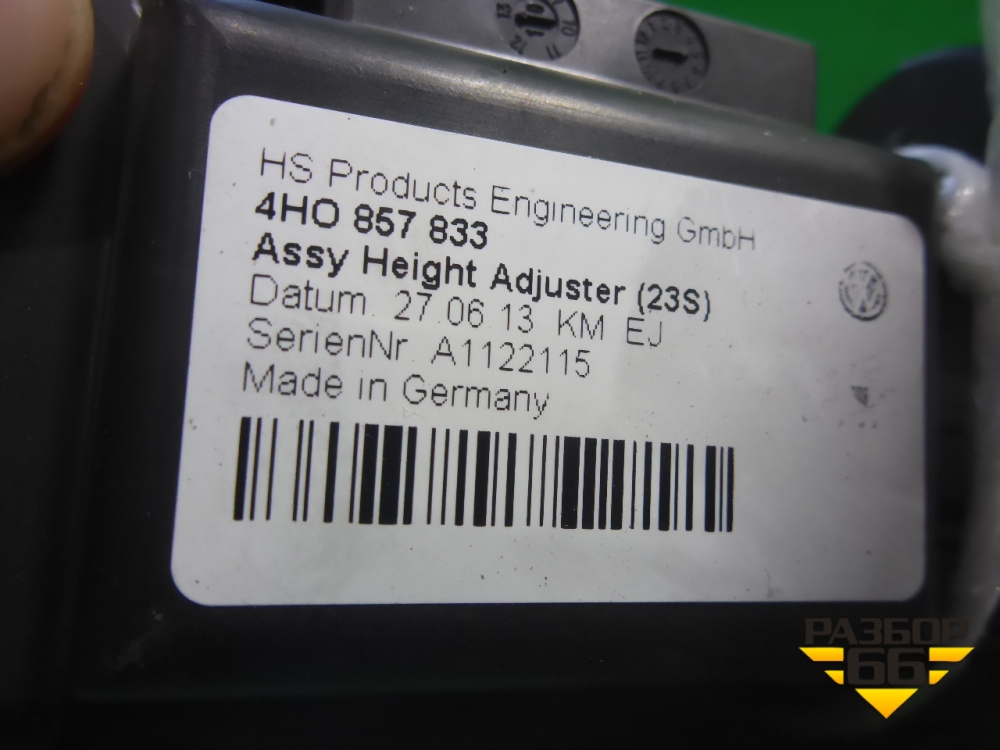 HS Products Engineering GmbH
4HO 857 833
Assy Height Adjuster (23S)
Datum. 27.06.13 KM EJ
SerienNr. A1122115
Made in Germany
РАЗБОР
66